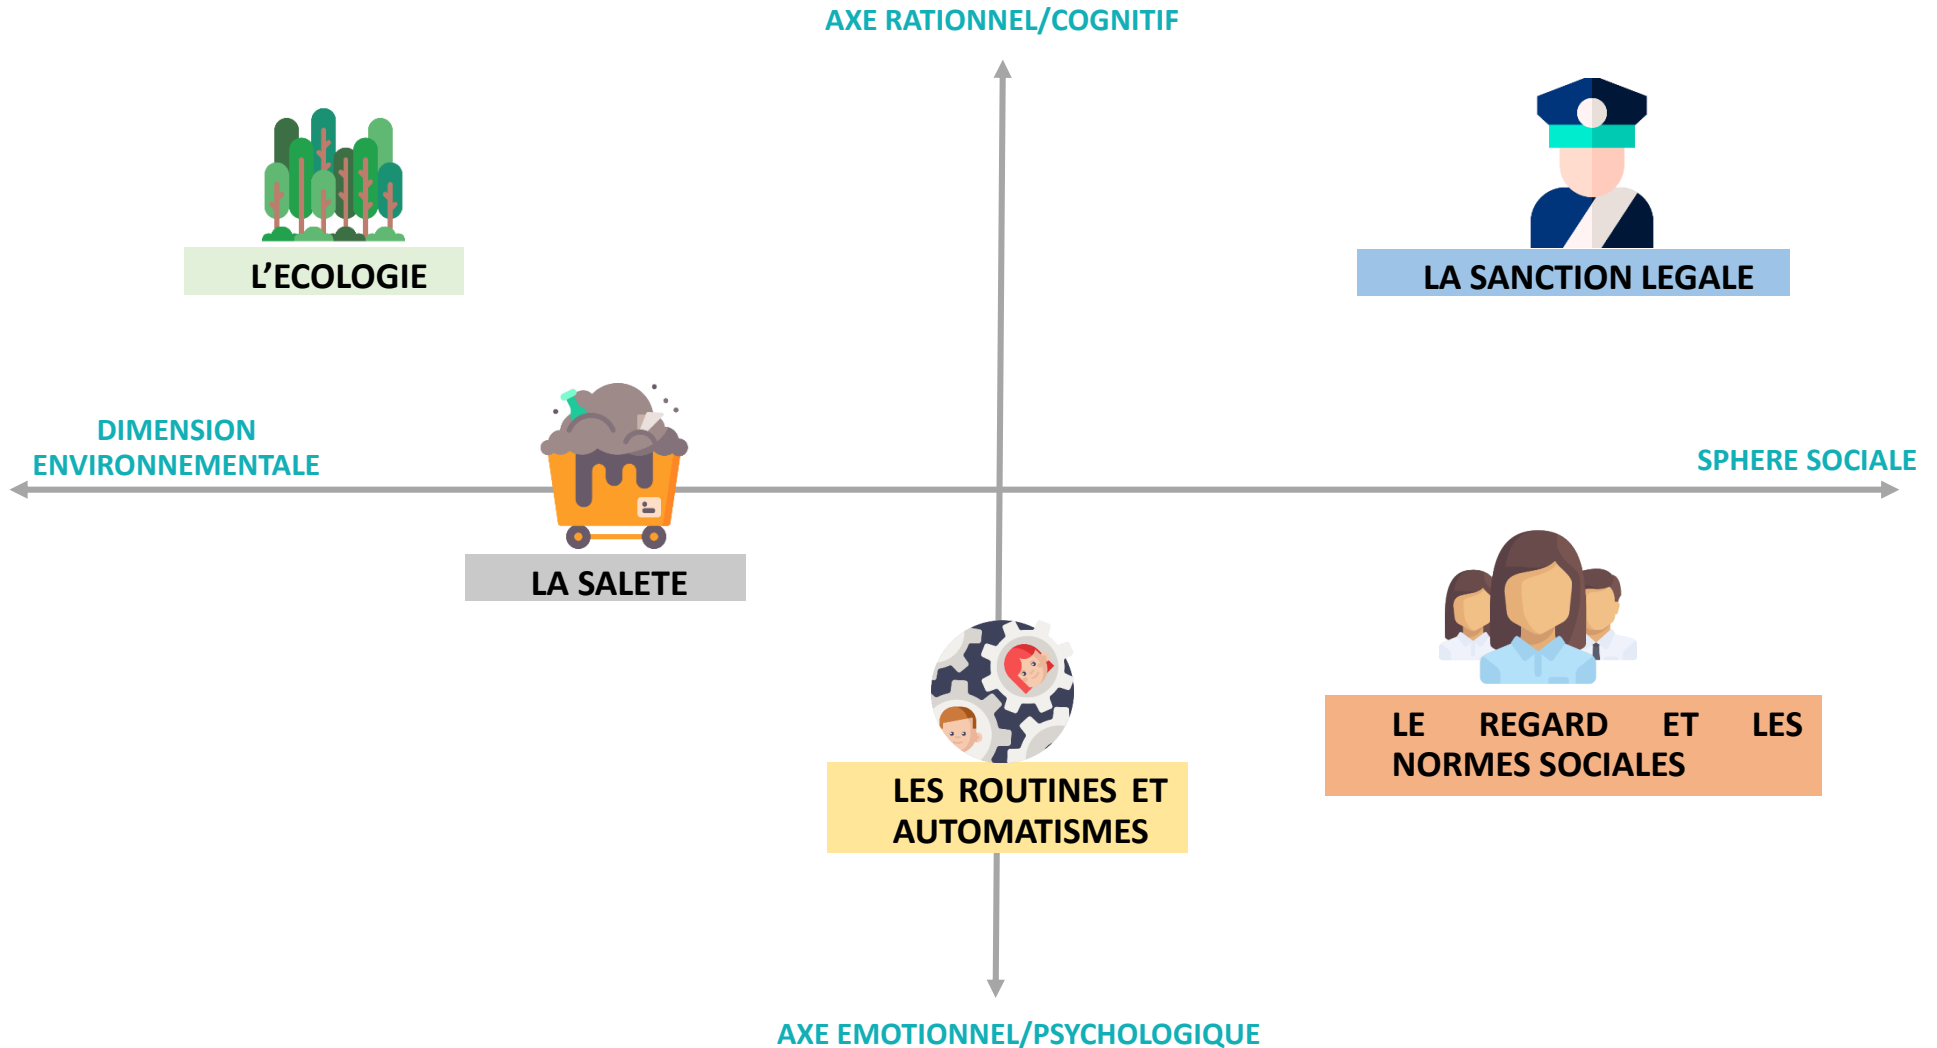 AXE RATIONNEL/COGNITIF
L’ECOLOGIE
LA SANCTION LEGALE
DIMENSION
ENVIRONNEMENTALE
SPHERE SOCIALE
LA SALETE
LE REGARD ET LES
NORMES SOCIALES
LES ROUTINES ET
AUTOMATISMES
AXE EMOTIONNEL/PSYCHOLOGIQUE